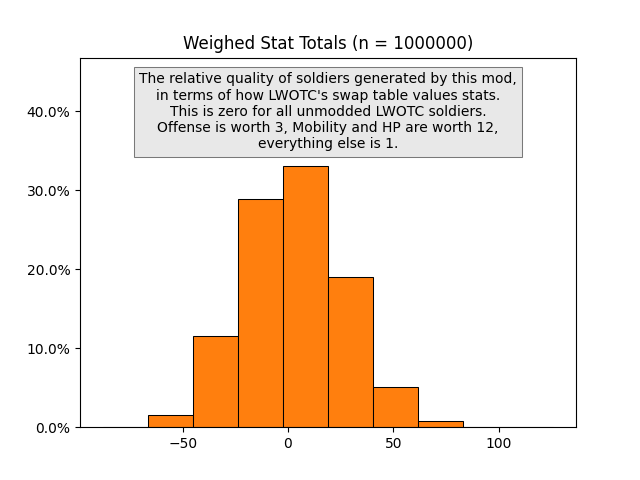 Weighed Stat Totals (n = 1000000)
The relative quality of soldiers generated by this mod,
in terms of how LWOTC's swap table values stats.
This is zero for all unmodded LWOTC soldiers.
Offense is worth 3, Mobility and HP are worth 12,
everything else is 1.
40.0%
30.0%
20.0%
10.0%
0.0%
−50
0
50
100